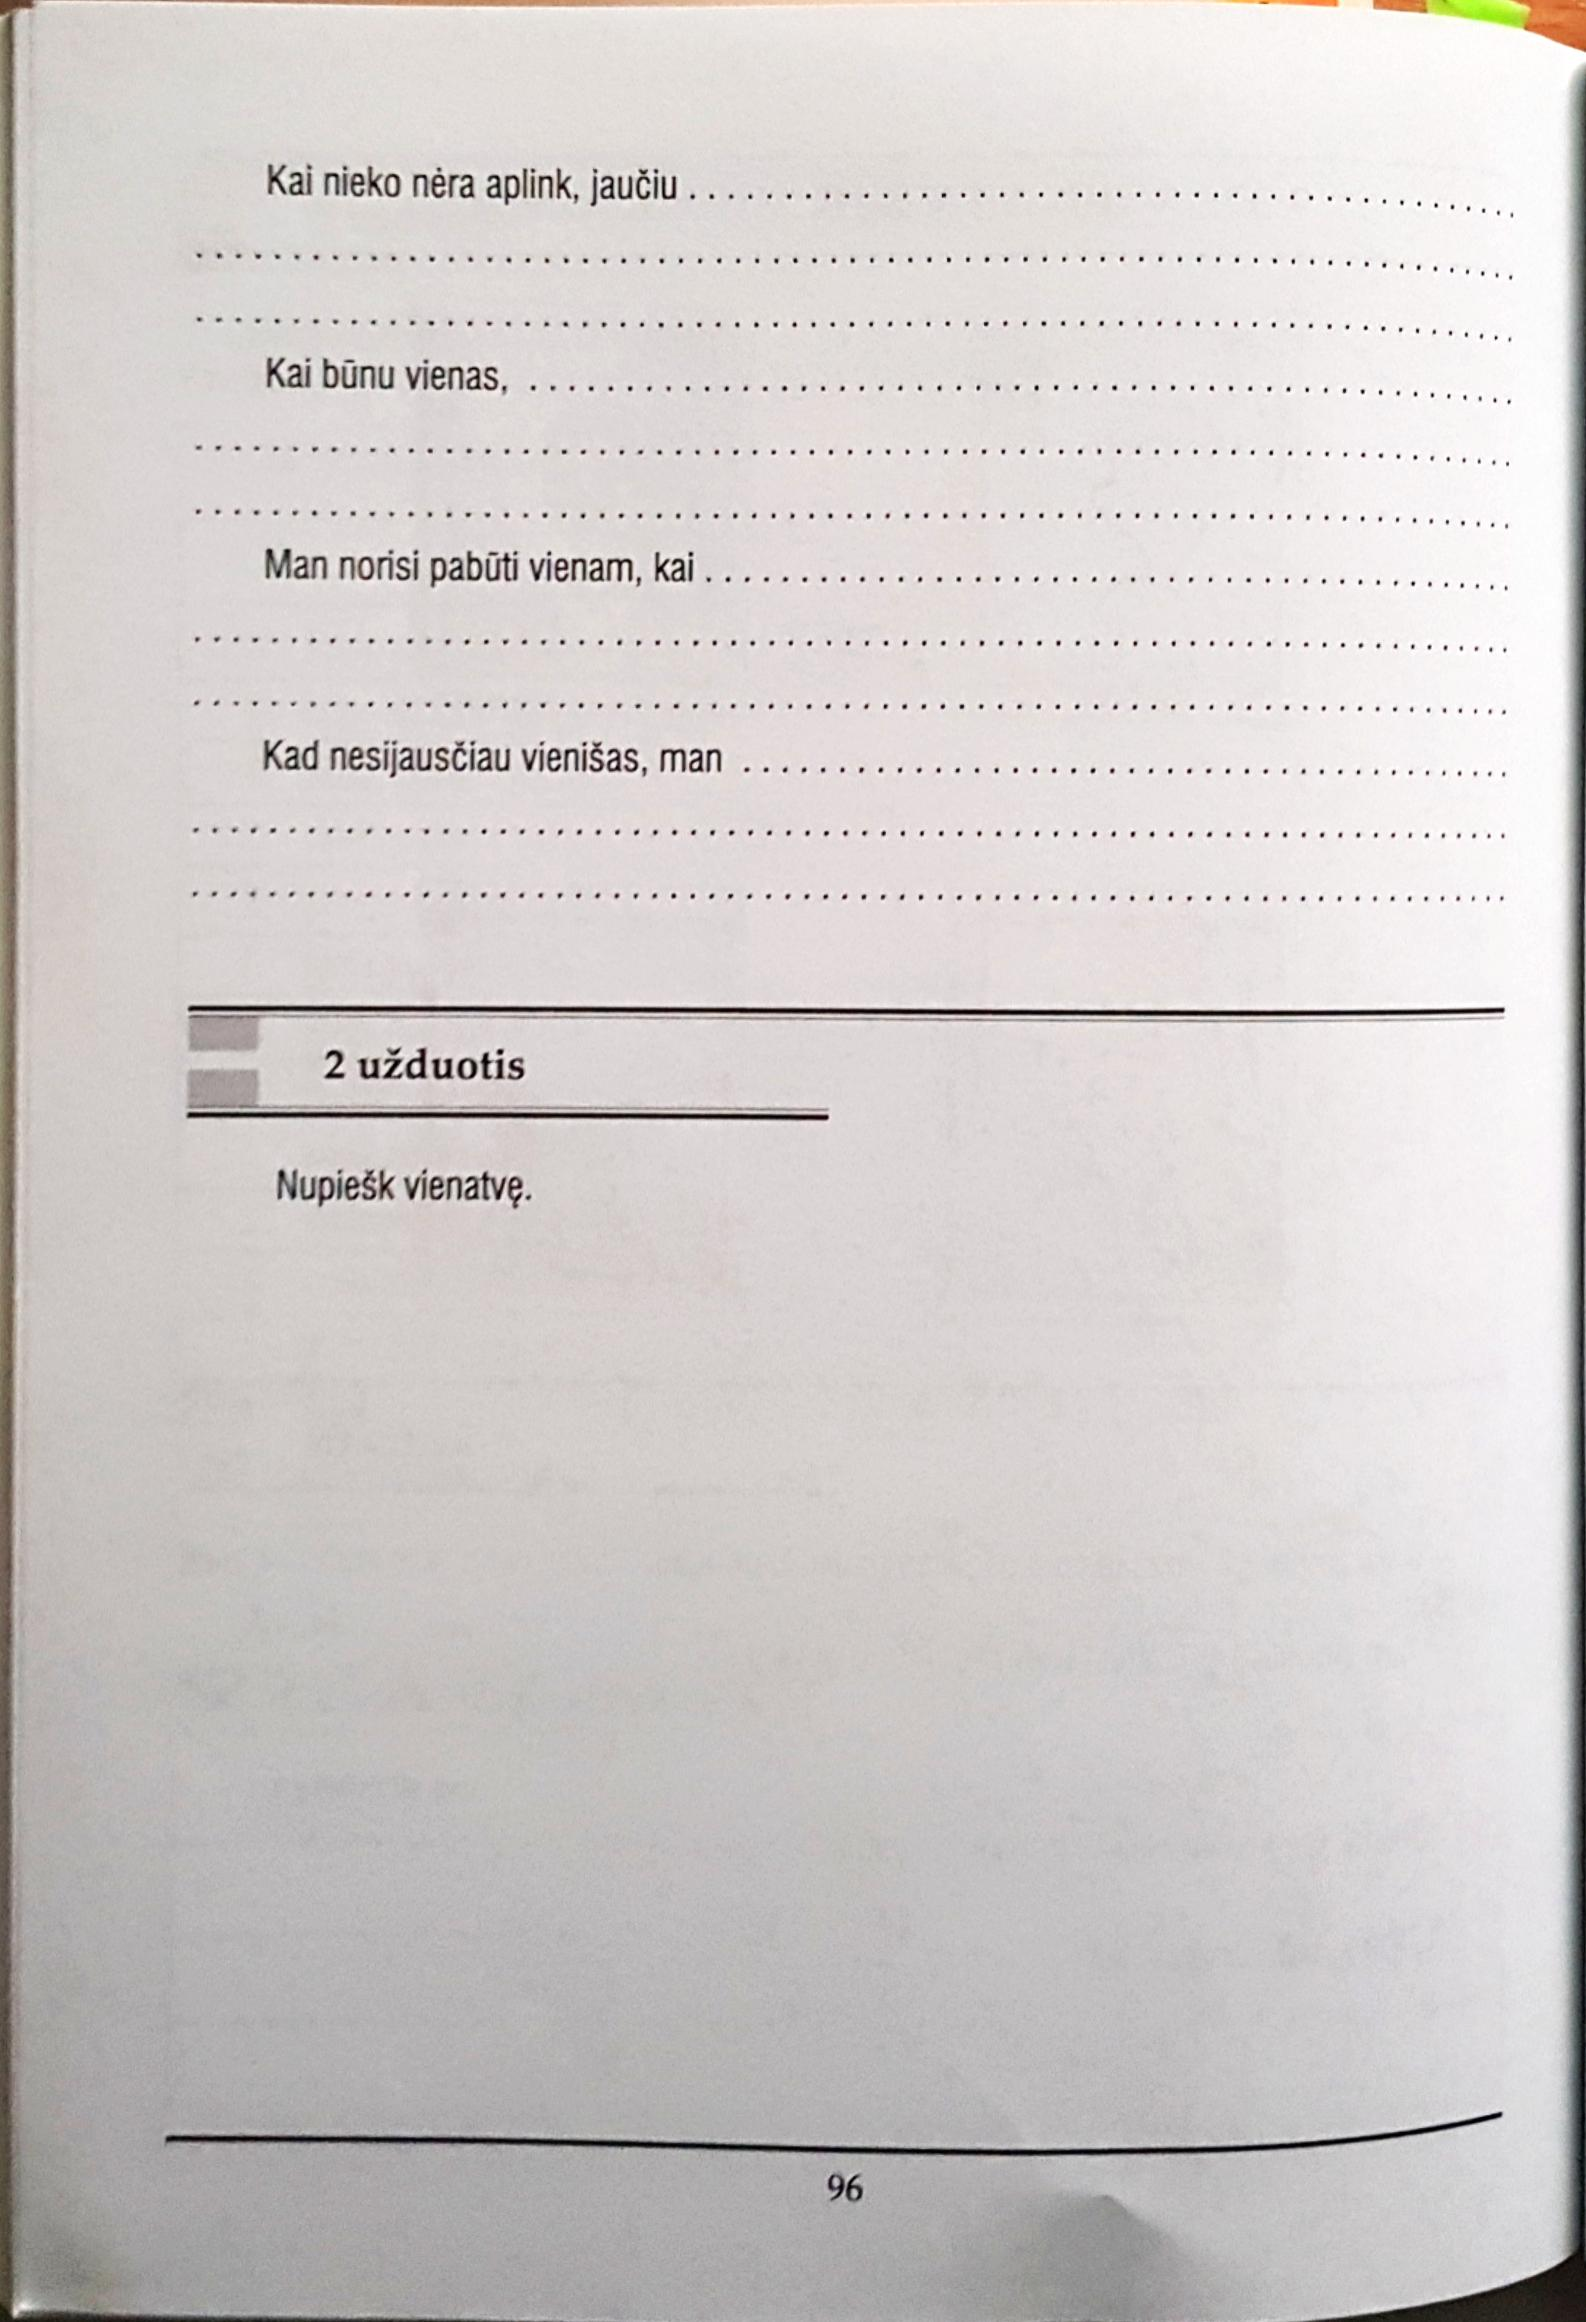 Kai nieko nėra aplink, jaučiu ........................................
........................................................................
........................................................................
Kai būnu vienas, ........................................................
........................................................................
........................................................................
Man norisi pabūti vienam, kai ........................................
........................................................................
........................................................................
Kad nesijausčiau vienišas, man ........................................
........................................................................
........................................................................
2 užduotis
Nupiešk vienatvę.
96